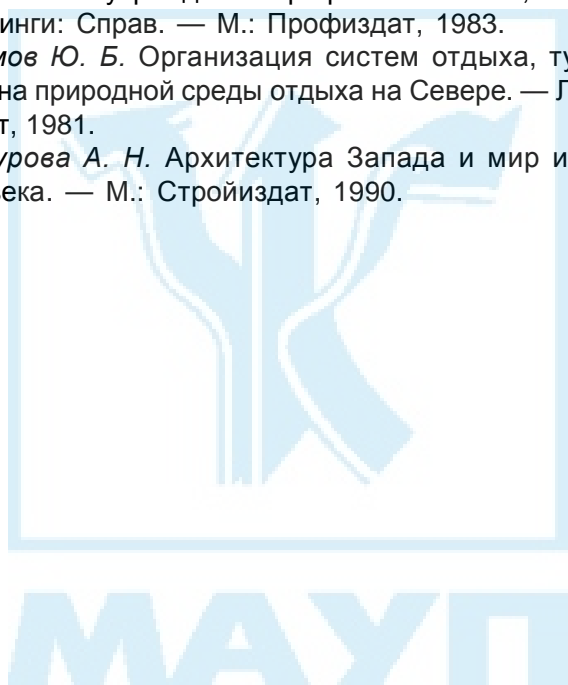 инги: Справ. — М.: Профиздат, 1983.
мов Ю. Б. Организация систем отдыха, ту
на природной среды отдыха на Севере. — Л
т, 1981.
урова А. Н. Архитектура Запада и мир и
века. — М.: Стройиздат, 1990.
МАУП